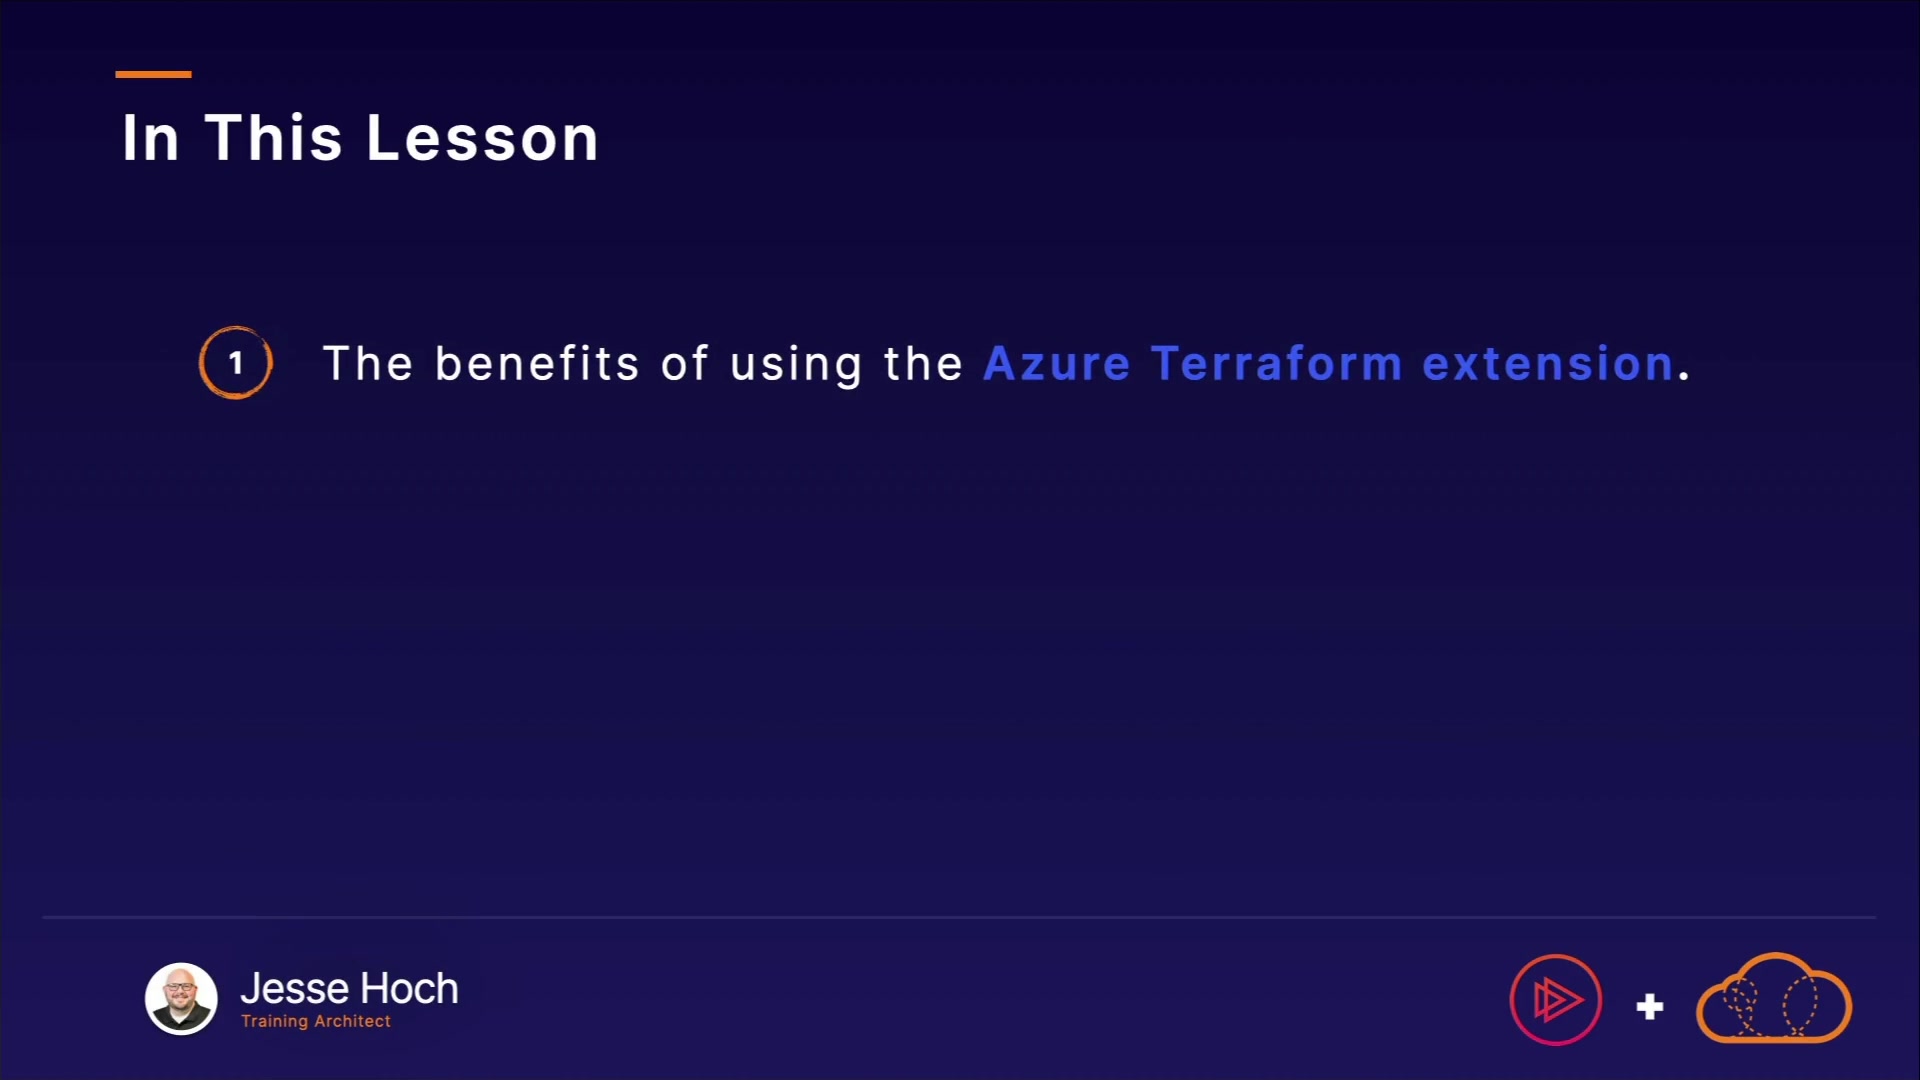 In This Lesson
1 The benefits of using the Azure Terraform extension.
Jesse Hoch
Training Architect